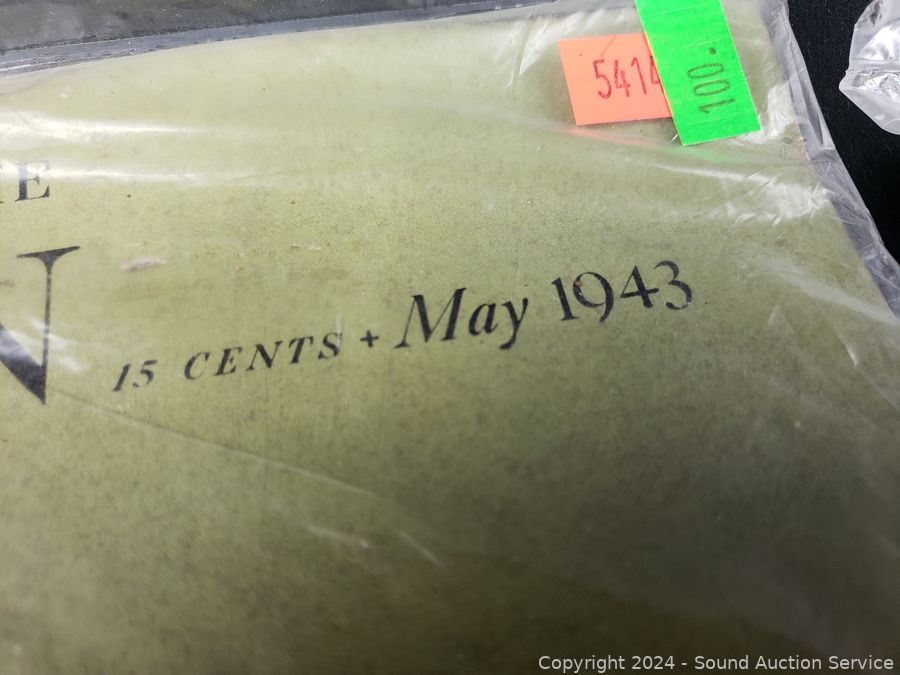 5414
100.
E
N
15 CENTS + May 1943
Copyright 2024 - Sound Auction Service